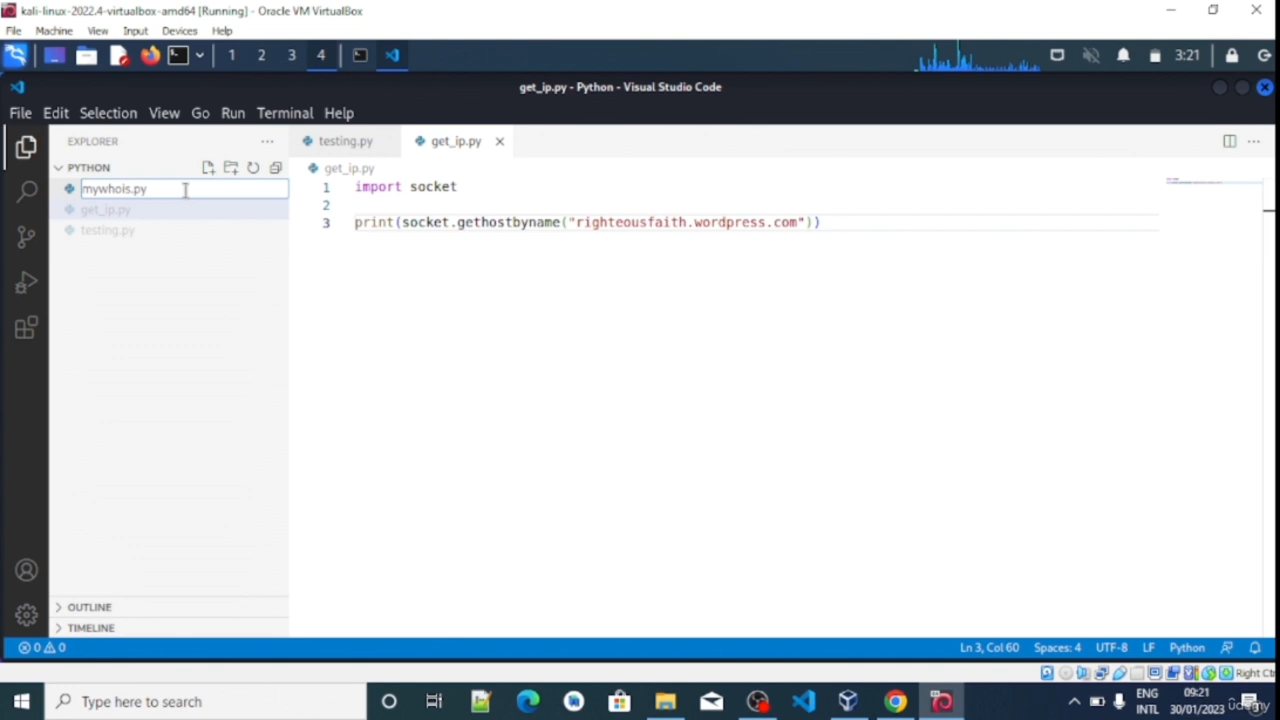 kali-linux-2022.4-virtualbox-amd64 [Running] - Oracle VM VirtualBox
File Machine View Input Devices Help
1 2 3 4 3:21
get_ip.py - Python - Visual Studio Code
File Edit Selection View Go Run Terminal Help
EXPLORER
testing.py
get_ip.py
PYTHON
get_ip.py
mywhois.py
get_ip.py
testing.py
1 import socket
2
3 print(socket.gethostbyname("righteousfaith.wordpress.com"))
OUTLINE
TIMELINE
0 0
Ln 3, Col 60 Spaces: 4 UTF-8 LF Python
Right Ct
Type here to search
ENG
INTL
09:21
30/01/2023
udemy